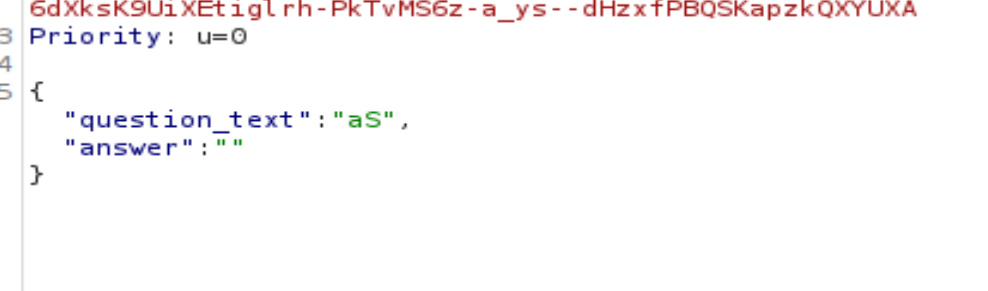 6dXksK9UiXEtiglrh-PkTvMS6z-a_ys--dHzxfPBQSKapzkQXYUXA
3 Priority: u=0
4
5 {
"question_text":"aS",
"answer":""
}